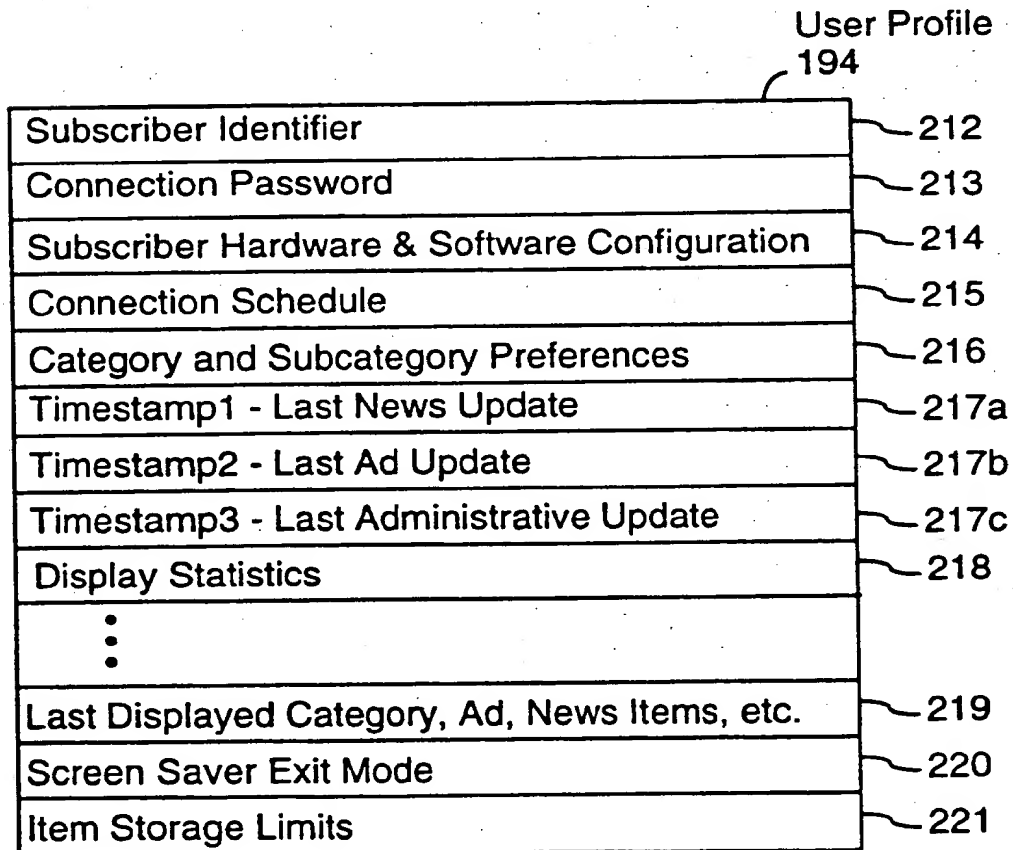 User Profile
194
Subscriber Identifier 212
Connection Password 213
Subscriber Hardware & Software Configuration 214
Connection Schedule 215
Category and Subcategory Preferences 216
Timestamp1 - Last News Update 217a
Timestamp2 - Last Ad Update 217b
Timestamp3 - Last Administrative Update 217c
Display Statistics 218
Last Displayed Category, Ad, News Items, etc. 219
Screen Saver Exit Mode 220
Item Storage Limits 221